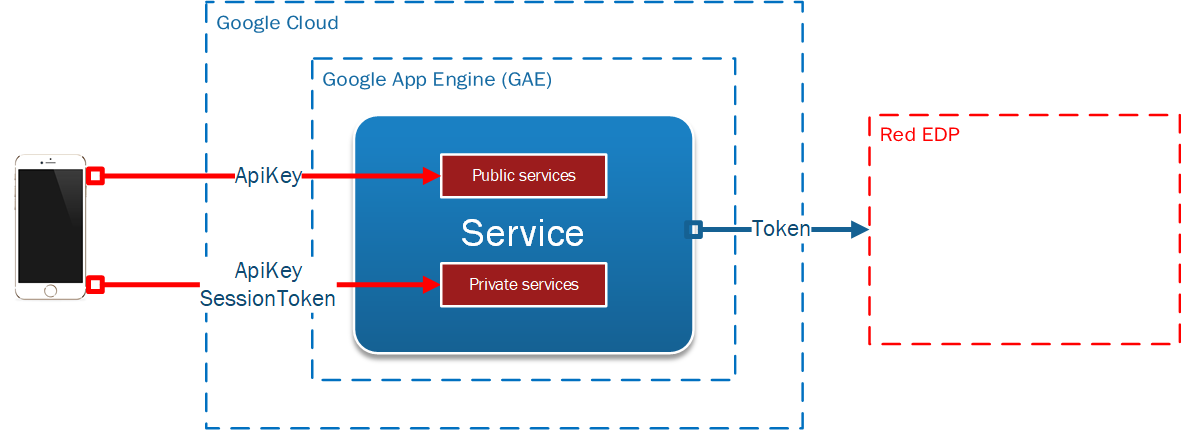 Google Cloud
Google App Engine (GAE)
Red EDP
ApiKey
Public services
Service
Token
ApiKey
SessionToken
Private services